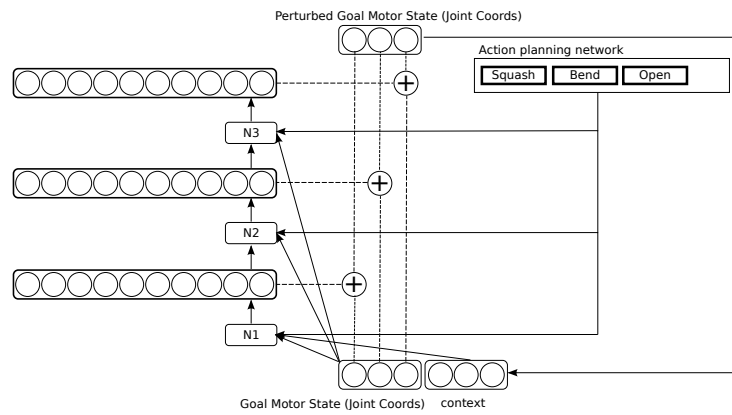 Perturbed Goal Motor State (Joint Coords)
Action planning network
Squash Bend Open
N3
N2
N1
Goal Motor State (Joint Coords) context